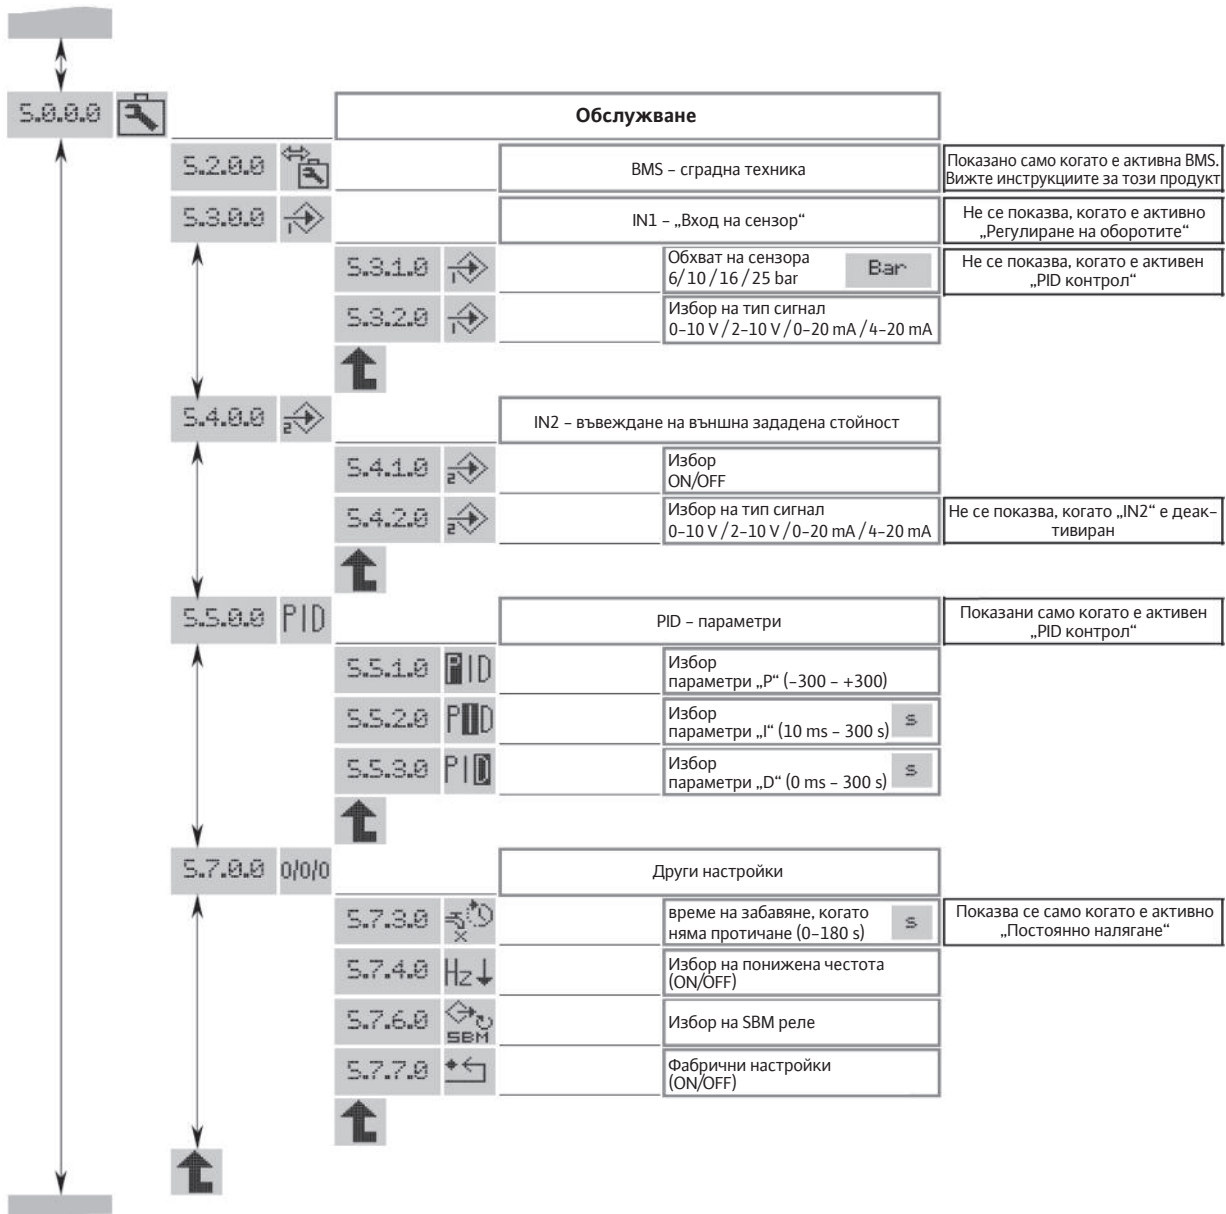 5.0.0.0
Обслужване
5.2.0.0
BMS – сградна техника
Показано само когато е активна BMS.
Вижте инструкциите за този продукт
5.3.0.0
1
IN1 – „Вход на сензор“
Не се показва, когато е активно
„Регулиране на оборотите“
5.3.1.0
1
Обхват на сензора
6/ 10 / 16 / 25 bar
Bar
Не се показва, когато е активен
„PID контрол“
5.3.2.0
1
Избор на тип сигнал
0–10 V / 2–10 V / 0–20 mA / 4–20 mA
5.4.0.0
2
IN2 – въвеждане на външна зададена стойност
5.4.1.0
2
Избор
ON/OFF
5.4.2.0
2
Избор на тип сигнал
0–10 V / 2–10 V / 0–20 mA / 4–20 mA
Не се показва, когато „IN2“ е деак–
тивиран
5.5.0.0
PID
PID – параметри
Показани само когато е активен
„PID контрол“
5.5.1.0
PID
Избор
параметри „P“ (–300 – +300)
5.5.2.0
PID
Избор
параметри „I“ (10 ms – 300 s)
s
5.5.3.0
PID
Избор
параметри „D“ (0 ms – 300 s)
s
5.7.0.0
0/0/0
Други настройки
5.7.3.0
време на забавяне, когато
няма протичане (0–180 s)
s
Показва се само когато е активно
„Постоянно налягане“
5.7.4.0
Hz
Избор на понижена честота
(ON/OFF)
5.7.6.0
SBM
Избор на SBM реле
5.7.7.0
Фабрични настройки
(ON/OFF)